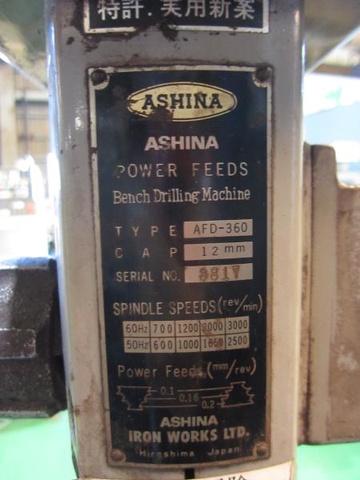 特許.実用新案
ASHINA
ASHINA
POWER FEEDS
Bench Drilling Machine
TYPE AFD-360
CAP 12mm
SERIAL NO. 3817
SPINDLE SPEEDS (rev/min)
60Hz 700 1200 2000 3000
50Hz 600 1000 1650 2500
Power Feeds (mm/rev)
0.1
0.16
0.2
ASHINA
IRON WORKS LTD.
Hiroshima Japan